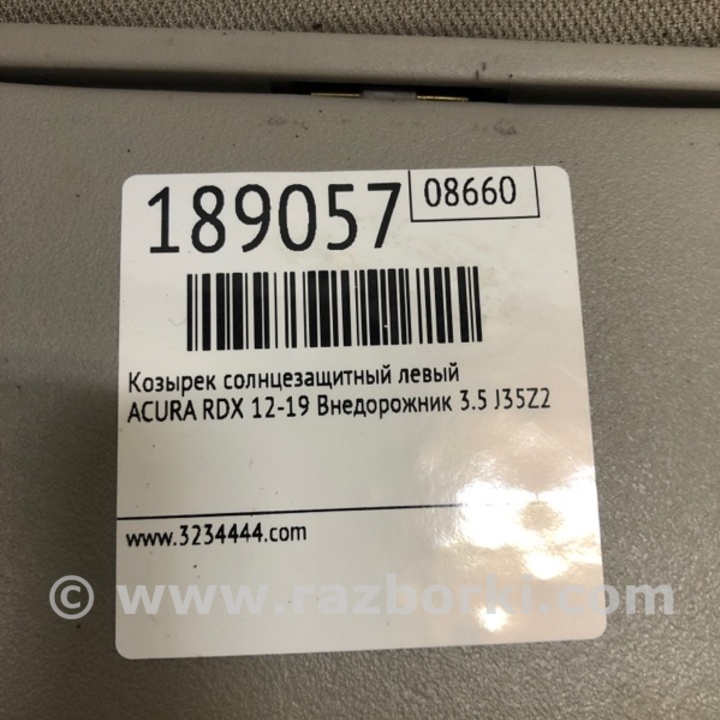 189057
08660
Козырек солнцезащитный левый
ACURA RDX 12-19 Внедорожник 3.5 J35Z2
www.3234444.com
© www.razborki.com